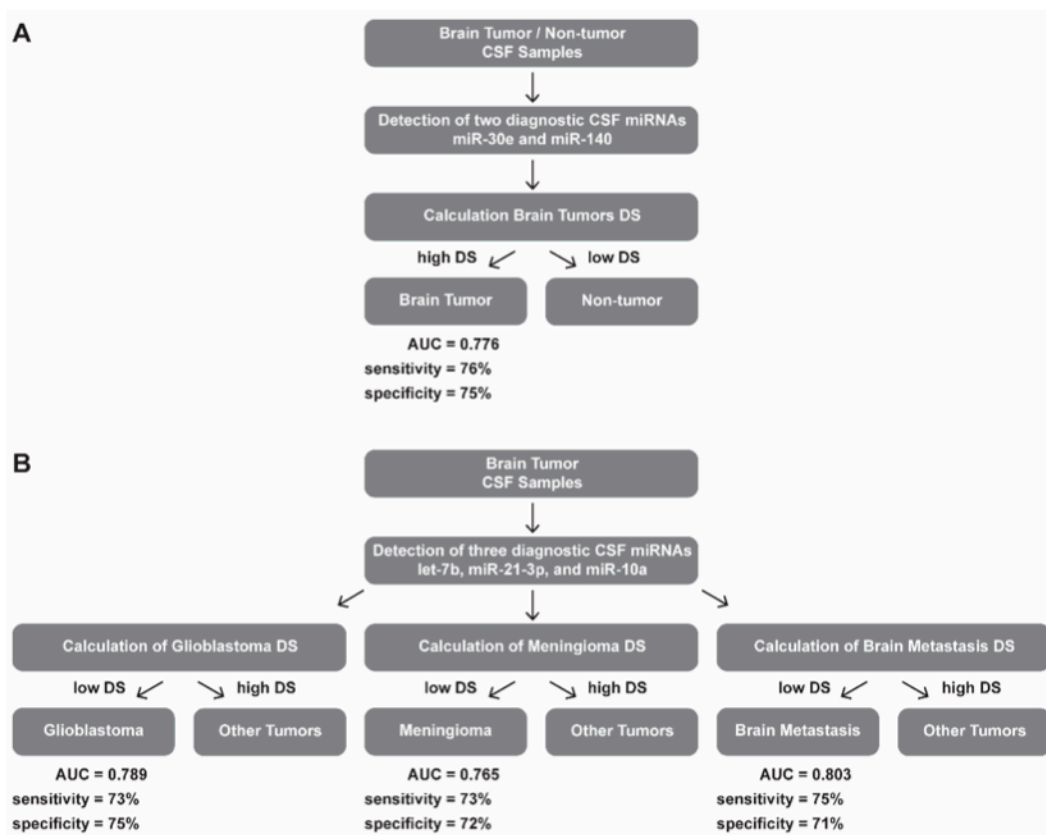 A
Brain Tumor / Non-tumor
CSF Samples
Detection of two diagnostic CSF miRNAs
miR-30e and miR-140
Calculation Brain Tumors DS
high DS
low DS
Brain Tumor
Non-tumor
AUC = 0.776
sensitivity = 76%
specificity = 75%
B
Brain Tumor
CSF Samples
Detection of three diagnostic CSF miRNAs
let-7b, miR-21-3p, and miR-10a
Calculation of Glioblastoma DS
low DS
high DS
Glioblastoma
Other Tumors
AUC = 0.789
sensitivity = 73%
specificity = 75%
Calculation of Meningioma DS
low DS
high DS
Meningioma
Other Tumors
AUC = 0.765
sensitivity = 73%
specificity = 72%
Calculation of Brain Metastasis DS
low DS
high DS
Brain Metastasis
Other Tumors
AUC = 0.803
sensitivity = 75%
specificity = 71%